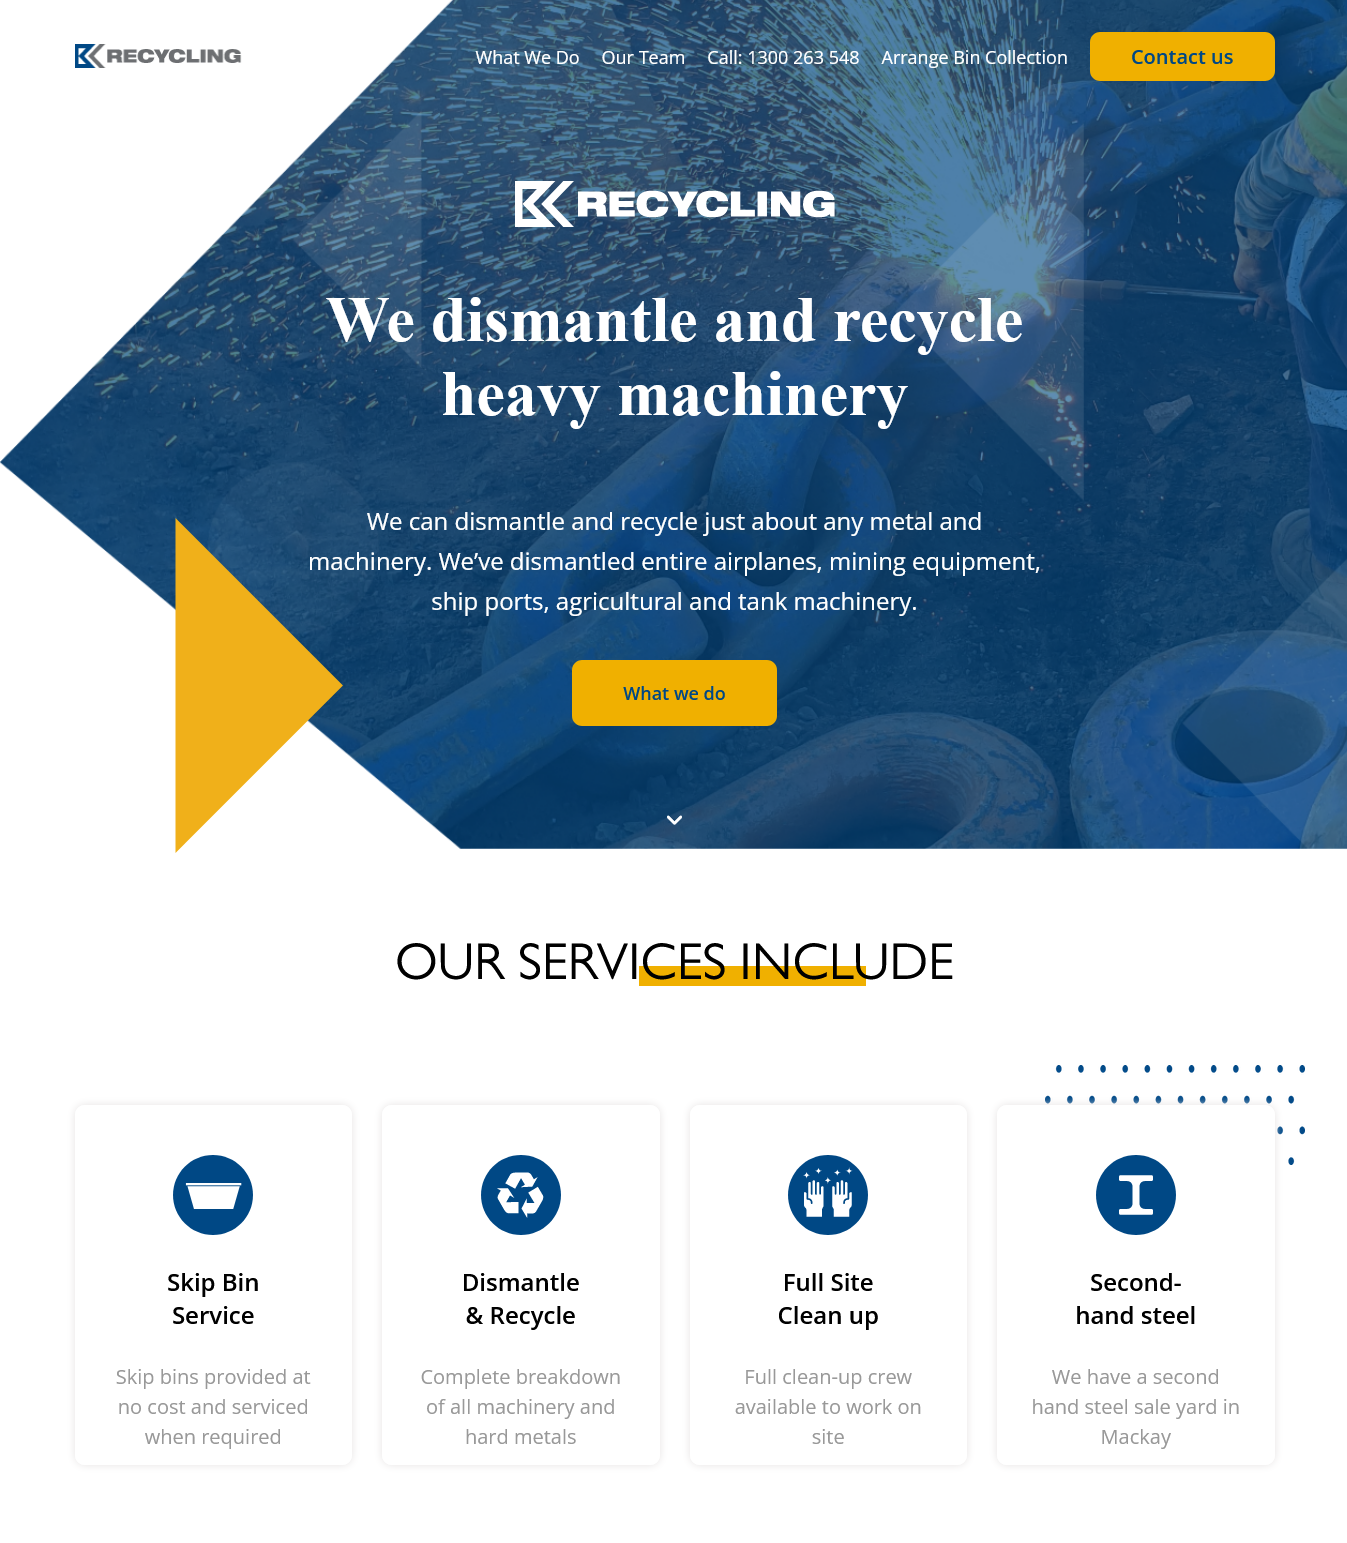 RECYCLING
What We Do
Our Team
Call: 1300 263 548
Arrange Bin Collection
Contact us
RECYCLING
We dismantle and recycle
heavy machinery
We can dismantle and recycle just about any metal and
machinery. We’ve dismantled entire airplanes, mining equipment,
ship ports, agricultural and tank machinery.
What we do
OUR SERVICES INCLUDE
Skip Bin
Service
Skip bins provided at
no cost and serviced
when required
Dismantle
& Recycle
Complete breakdown
of all machinery and
hard metals
Full Site
Clean up
Full clean-up crew
available to work on
site
Second-
hand steel
We have a second
hand steel sale yard in
Mackay